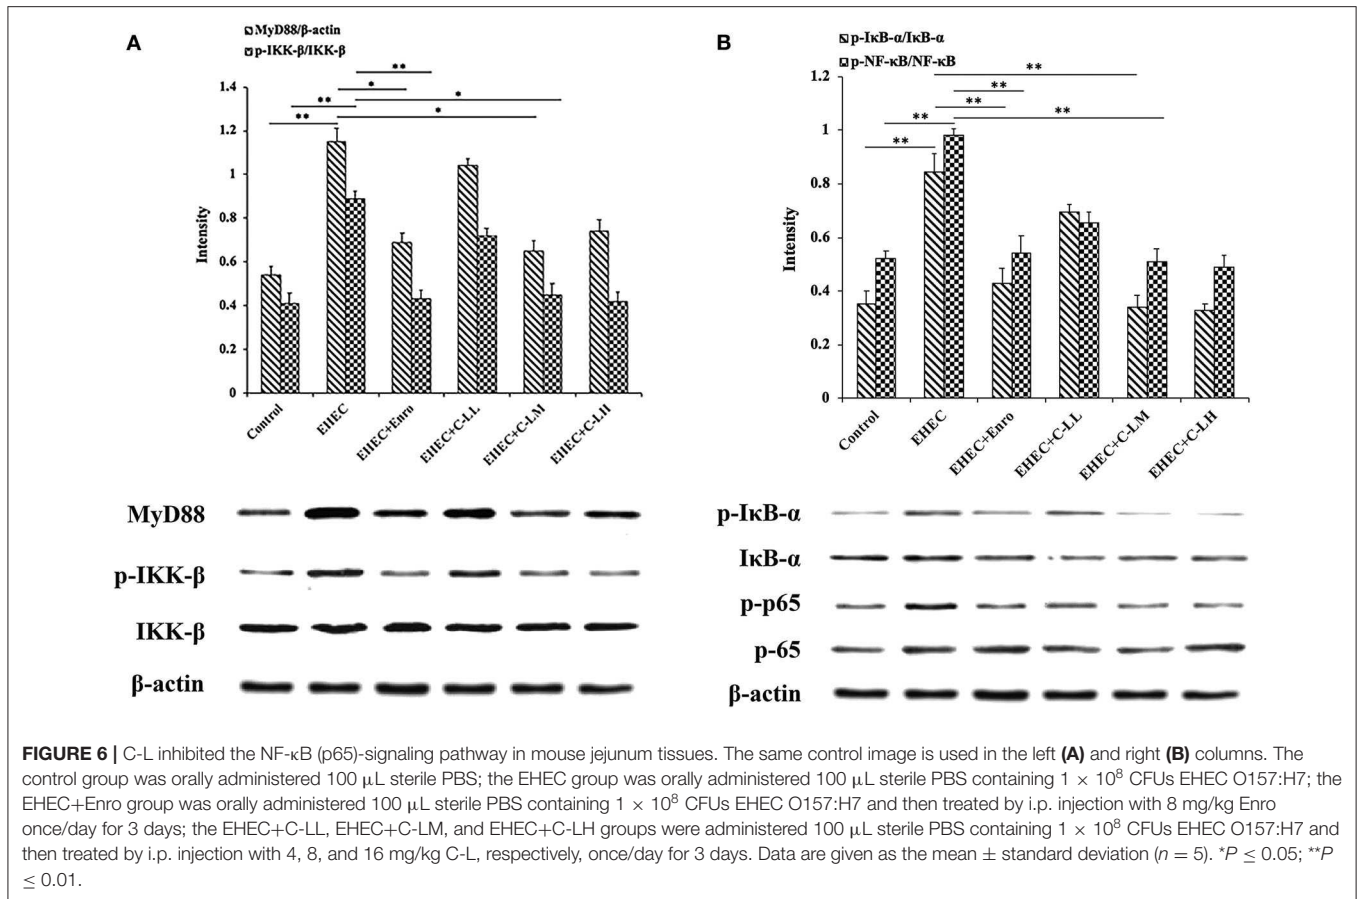 A
MyD88/β-actin
p-IKK-β/IKK-β
**
*
**
*
**
*
1.4
1.2
1
0.8
0.6
0.4
0.2
0
Intensity
Control
EHEC
EHEC+Enro
EHEC+C-LL
EHEC+C-LM
EHEC+C-LH
MyD88
p-IKK-β
IKK-β
β-actin
B
p-IκB-α/IκB-α
p-NF-κB/NF-κB
**
**
**
**
**
**
1.2
1
0.8
0.6
0.4
0.2
0
Intensity
Control
EHEC
EHEC+Enro
EHEC+C-LL
EHEC+C-LM
EHEC+C-LH
p-IκB-α
IκB-α
p-p65
p-65
β-actin
FIGURE 6 | C-L inhibited the NF-κB (p65)-signaling pathway in mouse jejunum tissues. The same control image is used in the left (A) and right (B) columns. The
control group was orally administered 100 μL sterile PBS; the EHEC group was orally administered 100 μL sterile PBS containing 1 × 10⁸ CFUs EHEC O157:H7; the
EHEC+Enro group was orally administered 100 μL sterile PBS containing 1 × 10⁸ CFUs EHEC O157:H7 and then treated by i.p. injection with 8 mg/kg Enro
once/day for 3 days; the EHEC+C-LL, EHEC+C-LM, and EHEC+C-LH groups were administered 100 μL sterile PBS containing 1 × 10⁸ CFUs EHEC O157:H7 and
then treated by i.p. injection with 4, 8, and 16 mg/kg C-L, respectively, once/day for 3 days. Data are given as the mean ± standard deviation (n = 5). *P ≤ 0.05; **P
≤ 0.01.